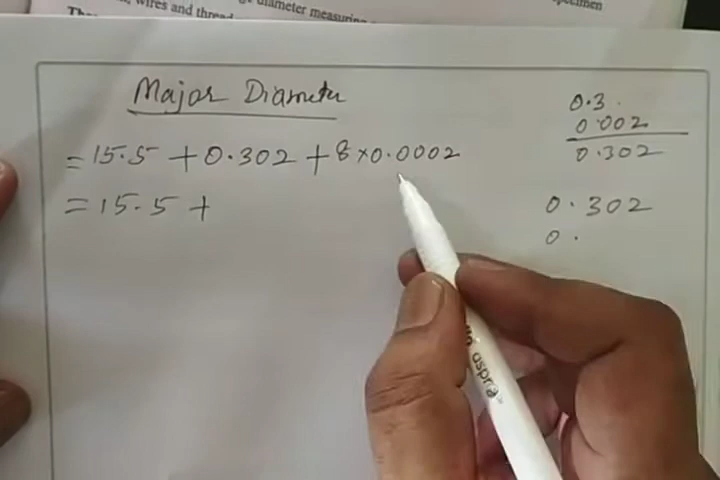 wires and thread
diameter measuring
Major Diameter
= 15.5 + 0.302 + 8 × 0.0002
= 15.5 +
0.3
0.002
0.302
0.302
0.
aspra